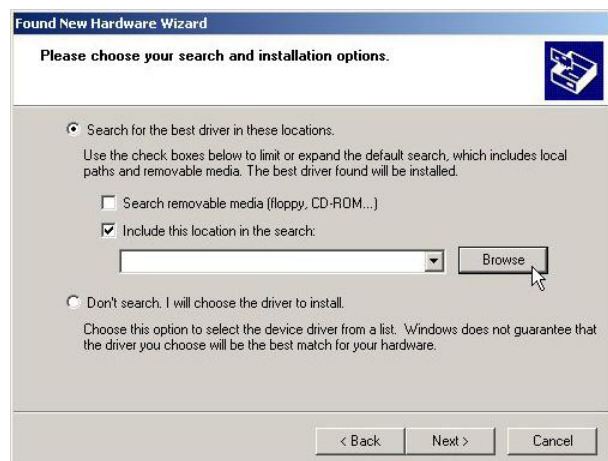 Found New Hardware Wizard
Please choose your search and installation options.
Search for the best driver in these locations.
Use the check boxes below to limit or expand the default search, which includes local
paths and removable media. The best driver found will be installed.
Search removable media (floppy, CD-ROM...)
Include this location in the search:
Browse
Don't search. I will choose the driver to install.
Choose this option to select the device driver from a list. Windows does not guarantee that
the driver you choose will be the best match for your hardware.
< Back Next > Cancel